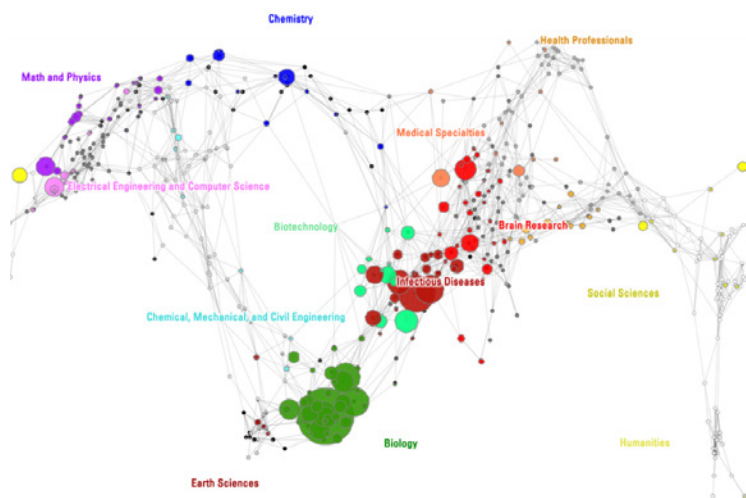 Chemistry
Health Professionals
Math and Physics
Medical Specialties
Electrical Engineering and Computer Science
Biotechnology
Brain Research
Infectious Diseases
Social Sciences
Chemical, Mechanical, and Civil Engineering
Biology
Humanities
Earth Sciences